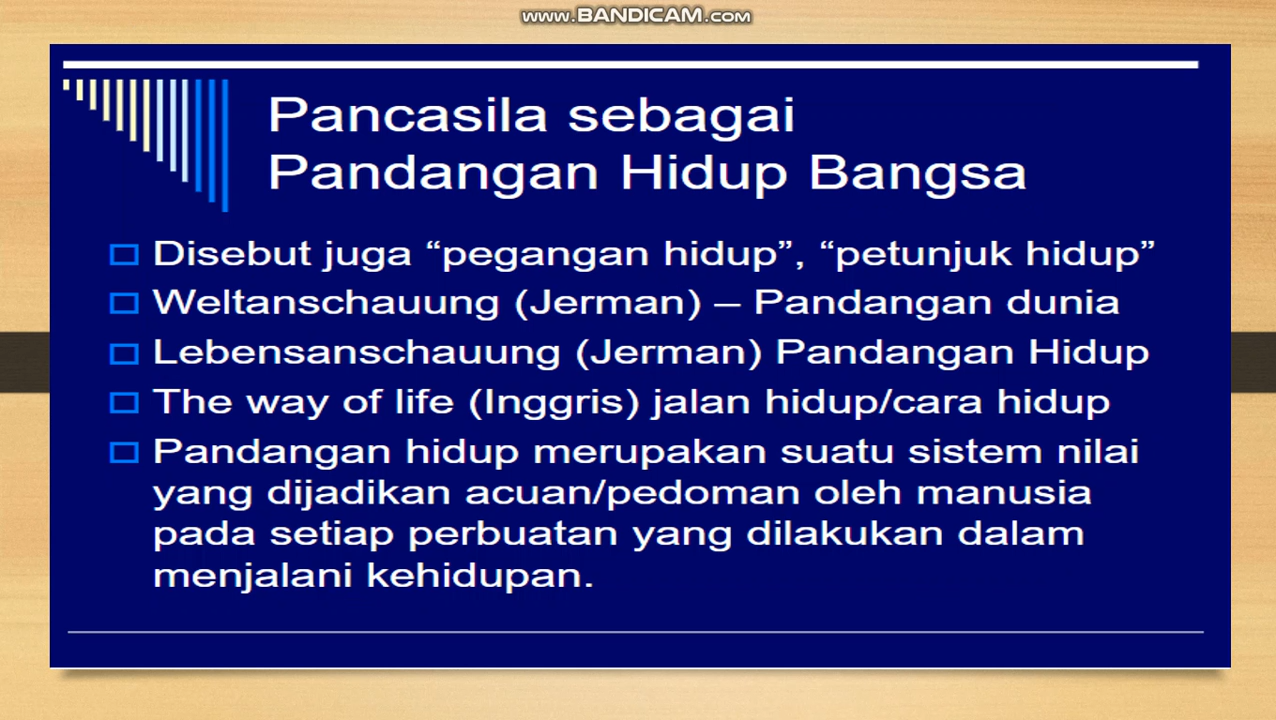 www.BANDICAM.com
Pancasila sebagai
Pandangan Hidup Bangsa
Disebut juga “pegangan hidup”, “petunjuk hidup”
Weltanschauung (Jerman) – Pandangan dunia
Lebensanschauung (Jerman) Pandangan Hidup
The way of life (Inggris) jalan hidup/cara hidup
Pandangan hidup merupakan suatu sistem nilai
yang dijadikan acuan/pedoman oleh manusia
pada setiap perbuatan yang dilakukan dalam
menjalani kehidupan.